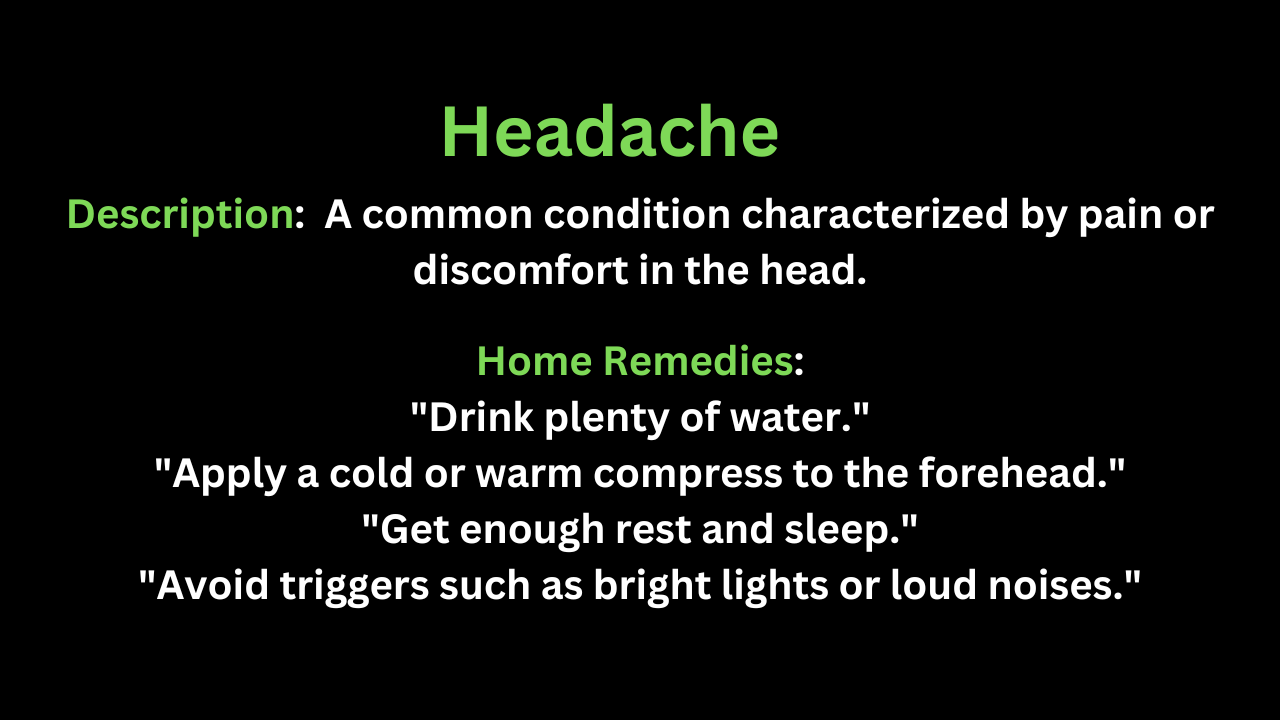 Headache
Description:  A common condition characterized by pain or
discomfort in the head.
Home Remedies:
"Drink plenty of water."
"Apply a cold or warm compress to the forehead."
"Get enough rest and sleep."
"Avoid triggers such as bright lights or loud noises."